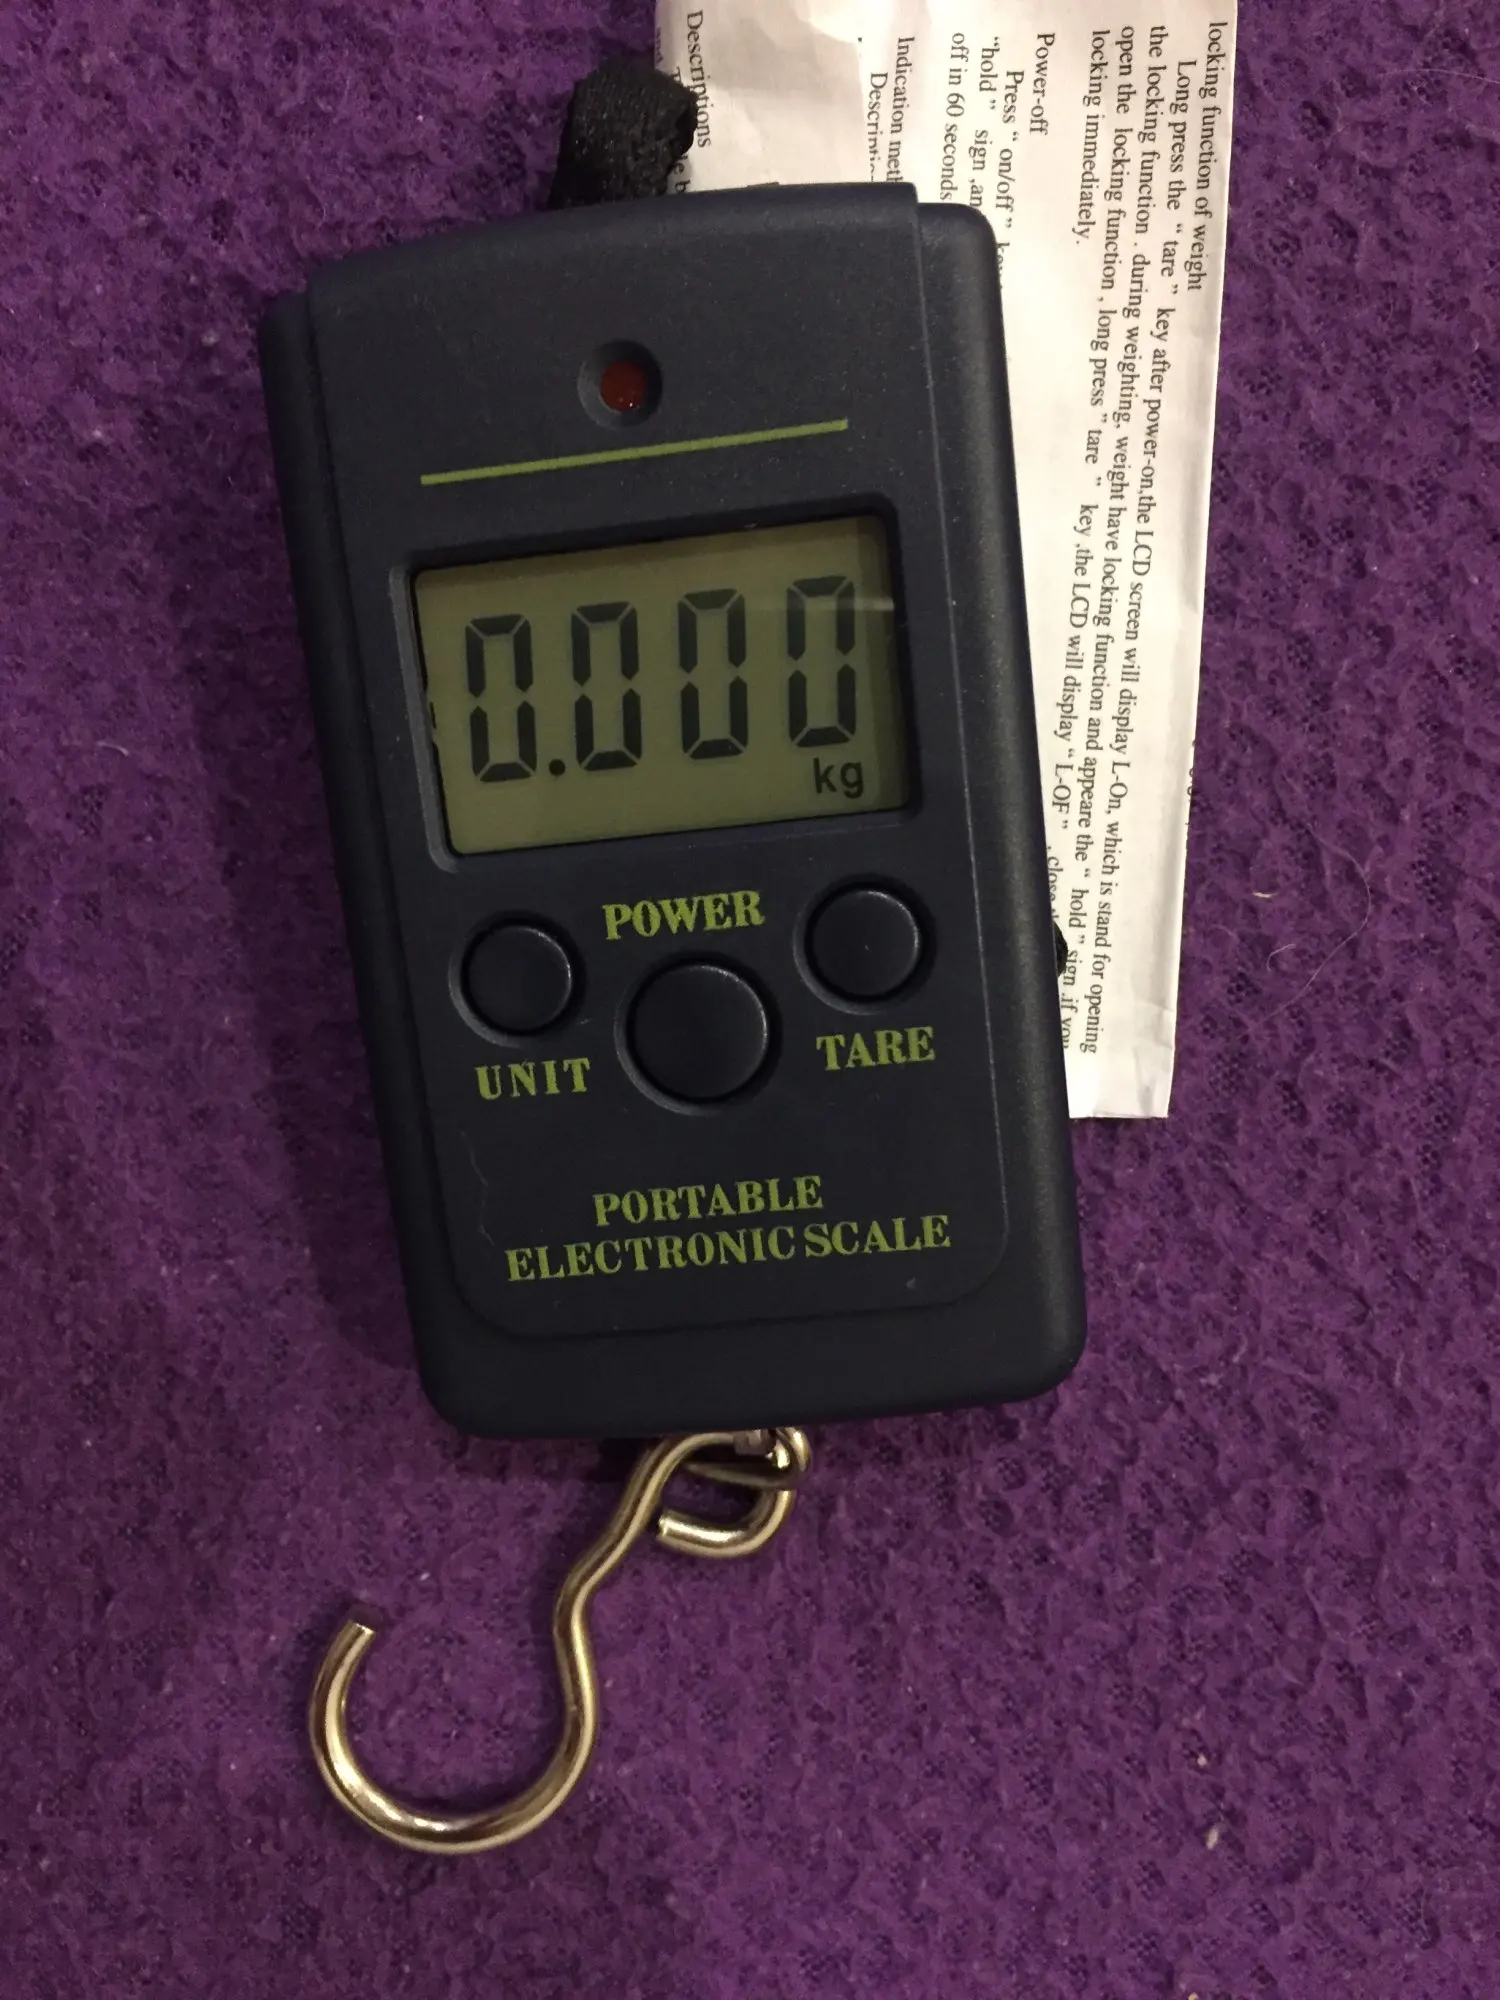 0.000
kg
POWER
UNIT
TARE
PORTABLE
ELECTRONIC SCALE
locking function of weight
Long press the “ tare ” key after power-on,the LCD screen will display L-On, which is stand for opening
the locking function . during weighting, weight have locking function and appeare the “ hold ” sign .if you
open the locking function , long press ” tare ” key ,the LCD will display “ L-OF ” , close
locking immediately.
Power-off
Press “ on/off ”
“hold ” sign ,an
off in 60 seconds
Indication
Descriptions